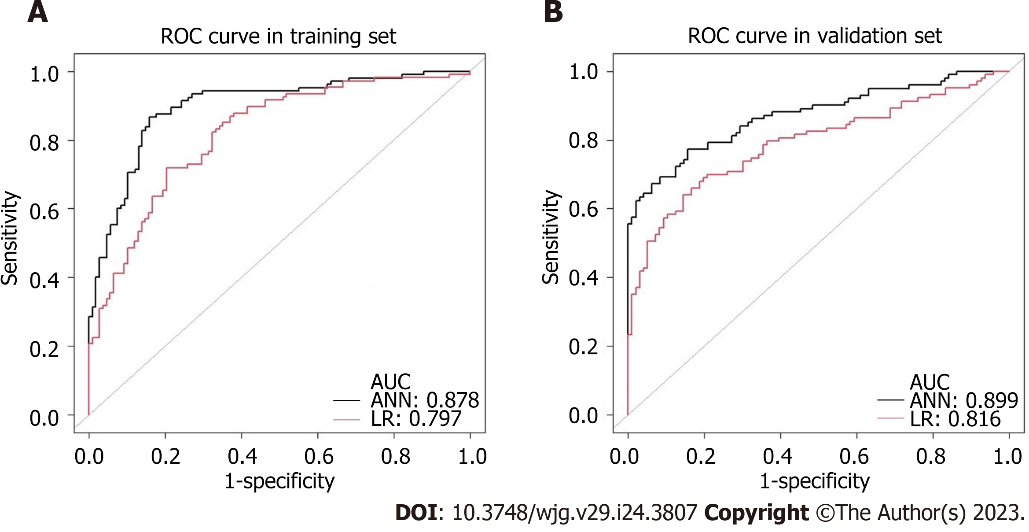 A
ROC curve in training set
1.0
0.8
0.6
0.4
0.2
0.0
Sensitivity
AUC
ANN: 0.878
LR: 0.797
0.0 0.2 0.4 0.6 0.8 1.0
1-specificity
B
ROC curve in validation set
1.0
0.8
0.6
0.4
0.2
0.0
Sensitivity
AUC
ANN: 0.899
LR: 0.816
0.0 0.2 0.4 0.6 0.8 1.0
1-specificity
DOI: 10.3748/wjg.v29.i24.3807 Copyright ©The Author(s) 2023.